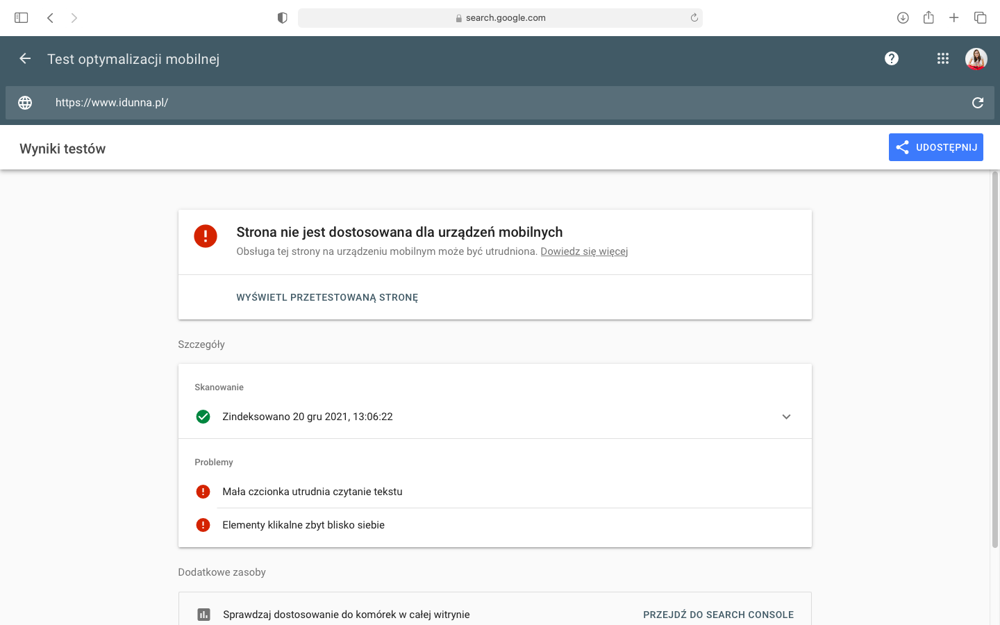 search.google.com
Test optymalizacji mobilnej
https://www.idunna.pl/
Wyniki testów
UDOSTĘPNIJ
Strona nie jest dostosowana dla urządzeń mobilnych
Obsługa tej strony na urządzeniu mobilnym może być utrudniona. Dowiedz się więcej
WYŚWIETL PRZETESTOWANĄ STRONĘ
Szczegóły
Skanowanie
Zindeksowano 20 gru 2021, 13:06:22
Problemy
Mała czcionka utrudnia czytanie tekstu
Elementy klikalne zbyt blisko siebie
Dodatkowe zasoby
Sprawdzaj dostosowanie do komórek w całej witrynie
PRZEJDŹ DO SEARCH CONSOLE